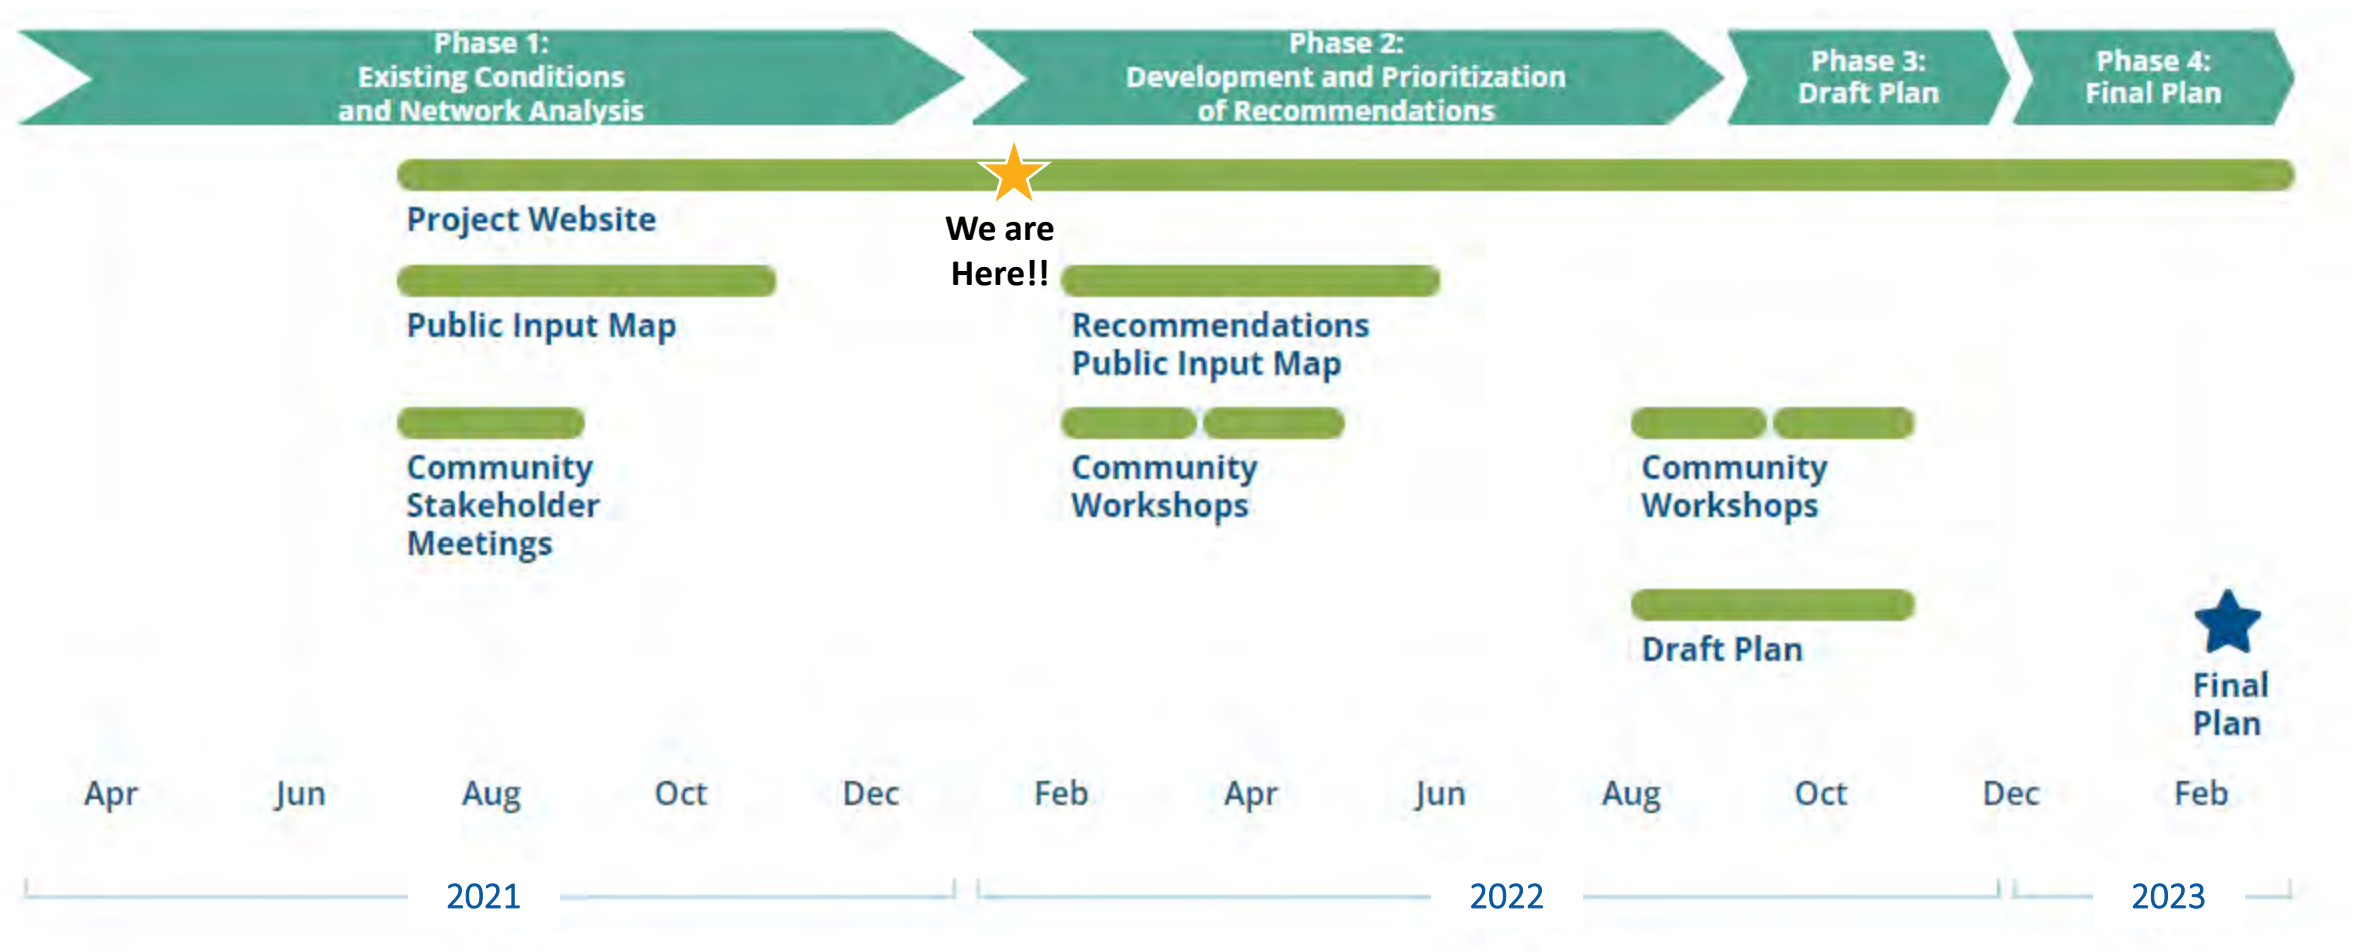 Phase 1:
Existing Conditions
and Network Analysis
Phase 2:
Development and Prioritization
of Recommendations
Phase 3:
Draft Plan
Phase 4:
Final Plan
Project Website
We are
Here!!
Public Input Map
Recommendations
Public Input Map
Community
Stakeholder
Meetings
Community
Workshops
Community
Workshops
Draft Plan
Final
Plan
Apr Jun Aug Oct Dec Feb Apr Jun Aug Oct Dec Feb
2021 2022 2023